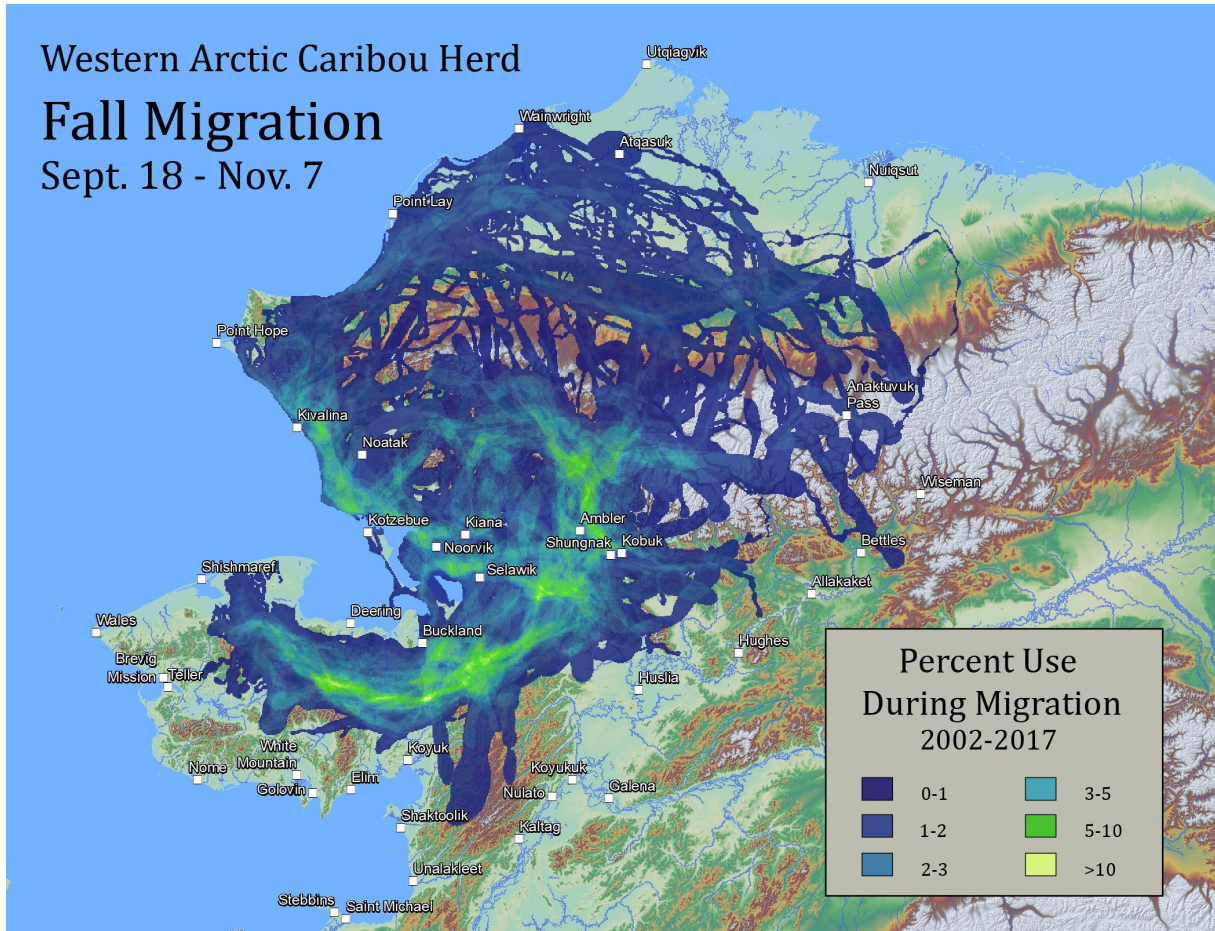 Western Arctic Caribou Herd
Fall Migration
Sept. 18 - Nov. 7
Utqiagvik
Wainwright
Atqasuk
Nuiqsut
Point Lay
Point Hope
Anaktuvuk
Pass
Kivalina
Noatak
Wiseman
Kotzebue
Kiana
Ambler
Noorvik
Shungnak
Kobuk
Bettles
Shishmaref
Selawik
Allakaket
Wales
Deering
Buckland
Hughes
Brevig
Mission
Teller
Huslia
White
Mountain
Koyuk
Nome
Golovin
Elim
Koyukuk
Nulato
Galena
Shaktoolik
Kaltag
Unalakleet
Stebbins
Saint Michael
Percent Use
During Migration
2002-2017
0-1
3-5
1-2
5-10
2-3
>10